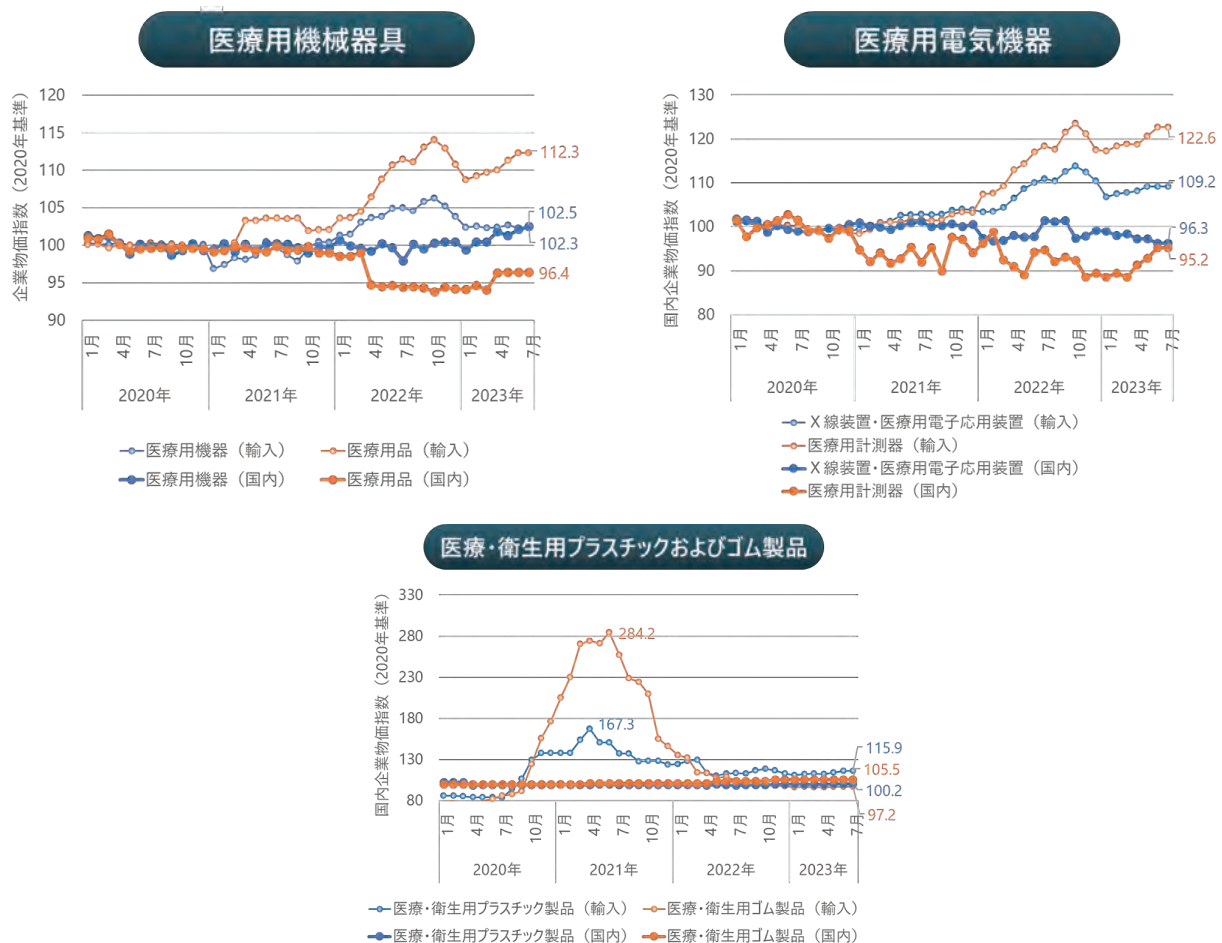 医療用機械器具
企業物価指数（2020年基準）
120
115
110
105
100
95
90
112.3
102.5
102.3
96.4
1月 4月 7月 10月 1月 4月 7月 10月 1月 4月 7月 10月 1月 4月 7月
2020年 2021年 2022年 2023年
医療用機器（輸入） 医療用品（輸入）
医療用機器（国内） 医療用品（国内）
医療用電気機器
国内企業物価指数（2020年基準）
130
120
110
100
90
80
122.6
109.2
96.3
95.2
1月 4月 7月 10月 1月 4月 7月 10月 1月 4月 7月 10月 1月 4月 7月
2020年 2021年 2022年 2023年
X線装置・医療用電子応用装置（輸入）
医療用計測器（輸入）
X線装置・医療用電子応用装置（国内）
医療用計測器（国内）
医療・衛生用プラスチックおよびゴム製品
国内企業物価指数（2020年基準）
330
280
230
180
130
80
284.2
167.3
115.9
105.5
100.2
97.2
1月 4月 7月 10月 1月 4月 7月 10月 1月 4月 7月 10月 1月 4月 7月
2020年 2021年 2022年 2023年
医療・衛生用プラスチック製品（輸入） 医療・衛生用ゴム製品（輸入）
医療・衛生用プラスチック製品（国内） 医療・衛生用ゴム製品（国内）